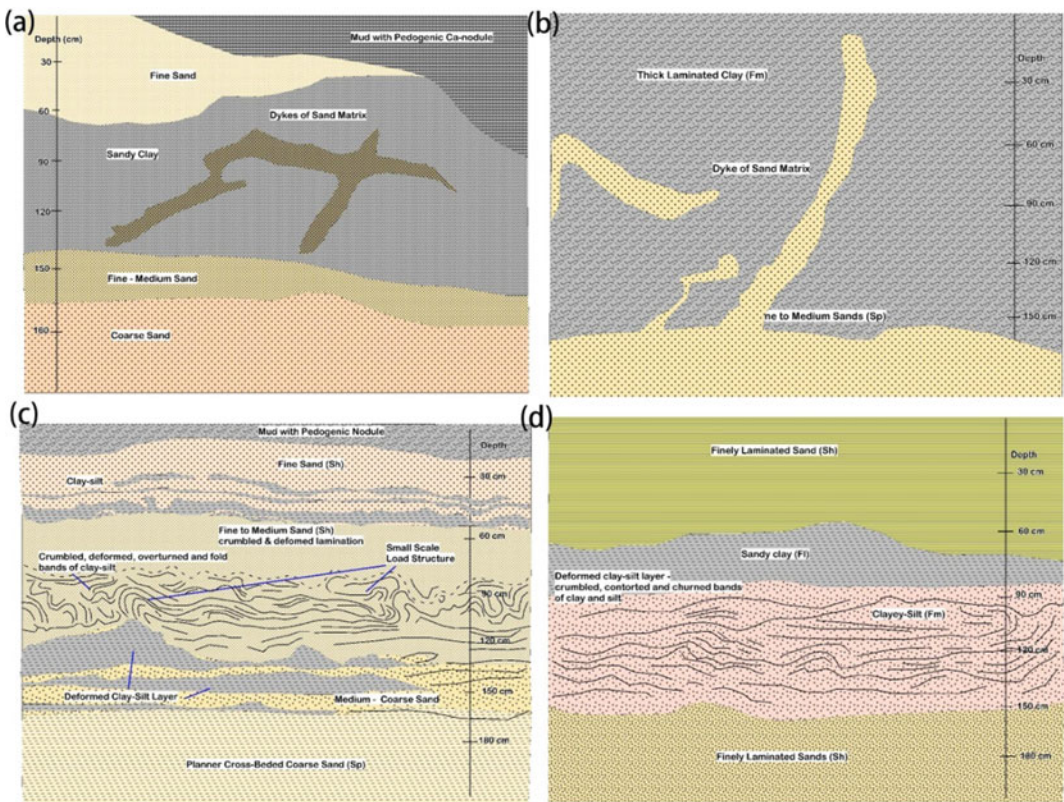 (a)
Depth (cm)
Mud with Pedogenic Ca-nodule
30
Fine Sand
60
Dykes of Sand Matrix
Sandy Clay
90
120
150
Fine - Medium Sand
180
Coarse Sand
(b)
Depth
Thick Laminated Clay (Fm)
30 cm
60 cm
Dyke of Sand Matrix
90 cm
120 cm
ne to Medium Sands (Sp)
150 cm
(c)
Mud with Pedogenic Nodule
Depth
Fine Sand (Sh)
Clay-silt
30 cm
Fine to Medium Sand (Sh)
crumbled & defomed lamination
60 cm
Crumbled, deformed, overturned and fold
bands of clay-silt
Small Scale
Load Structure
90 cm
120 cm
Deformed Clay-Silt Layer
Medium - Coarse Sand
150 cm
180 cm
Planner Cross-Beded Coarse Sand (Sp)
(d)
Finely Laminated Sand (Sh)
Depth
30 cm
60 cm
Sandy clay (Fl)
Deformed clay-silt layer -
crumbled, contorted and churned bands
of clay and silt
90 cm
Clayey-Silt (Fm)
120 cm
150 cm
Finely Laminated Sands (Sh)
180 cm